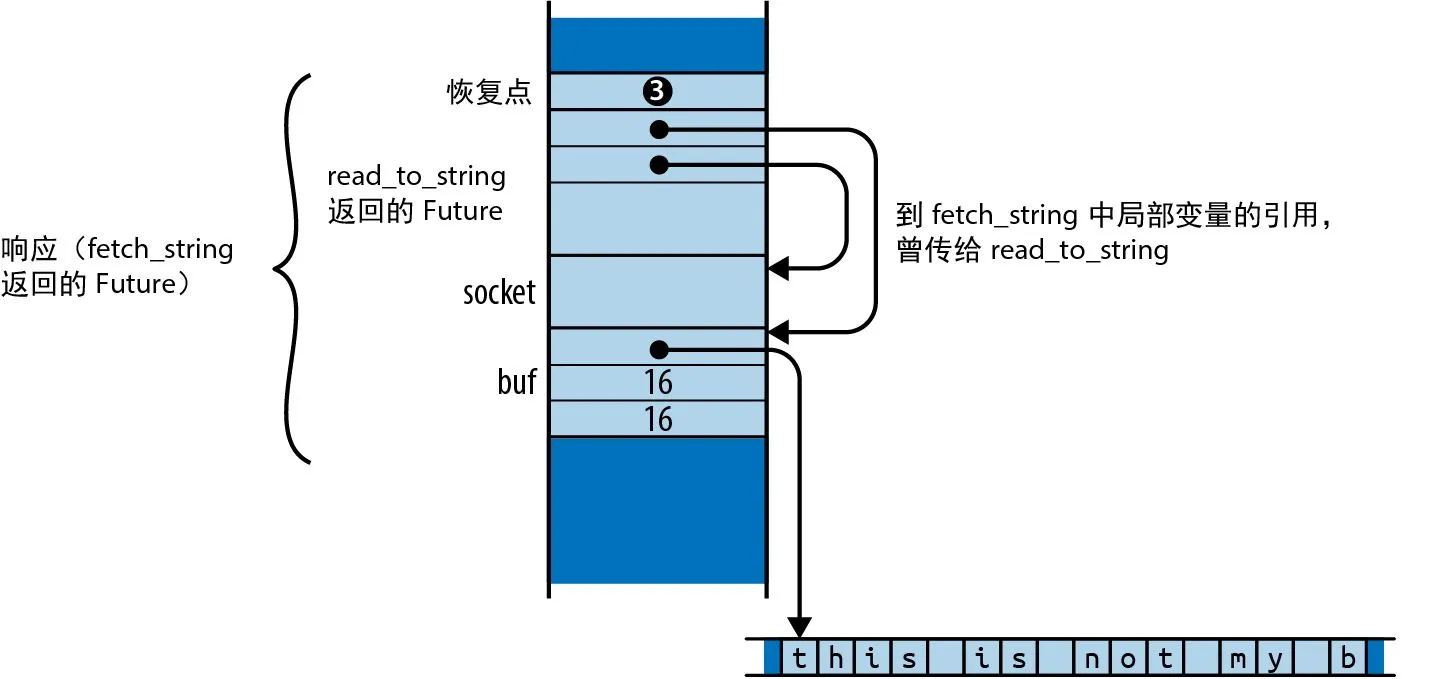 恢复点
❸
read_to_string
返回的 Future
到 fetch_string 中局部变量的引用，
曾传给 read_to_string
响应（fetch_string
返回的 Future）
socket
buf
16
16
this is not my b